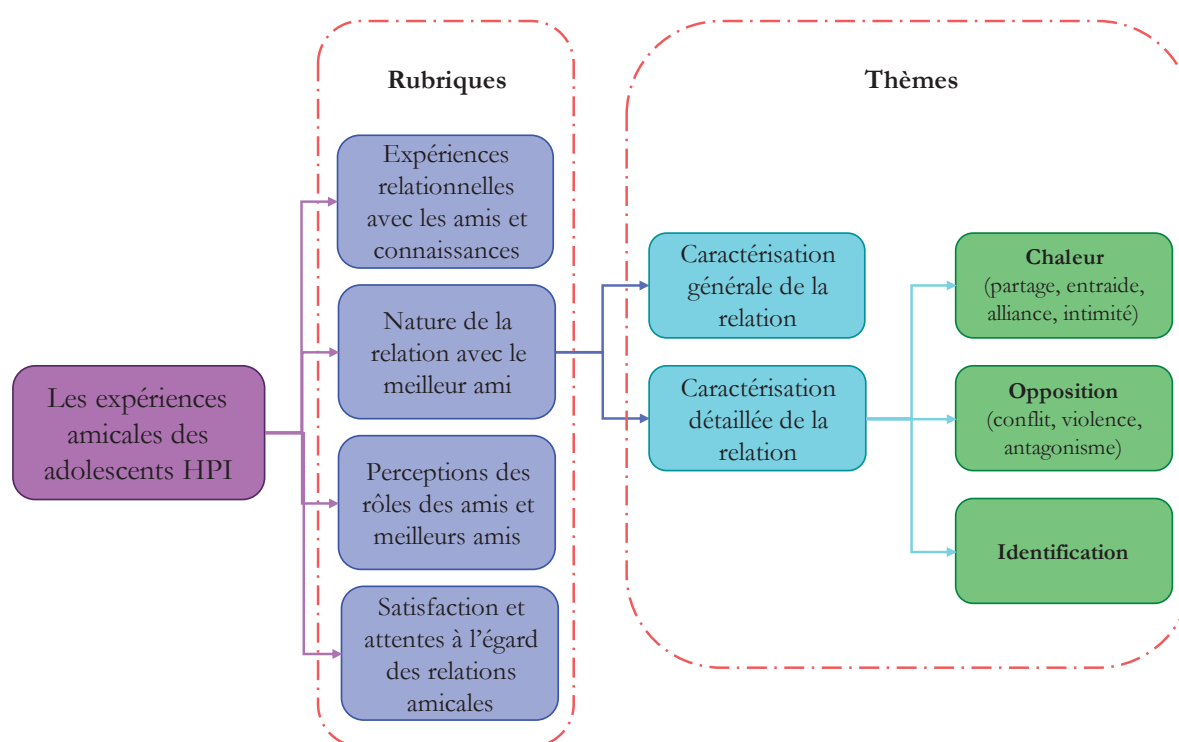 Rubriques
Thèmes
Les expériences
amicales des
adolescents HPI
Expériences
relationnelles
avec les amis et
connaissances
Nature de la
relation avec le
meilleur ami
Perceptions des
rôles des amis et
meilleurs amis
Satisfaction et
attentes à l’égard
des relations
amicales
Caractérisation
générale de la
relation
Caractérisation
détaillée de la
relation
Chaleur
(partage, entraide,
alliance, intimité)
Opposition
(conflit, violence,
antagonisme)
Identification